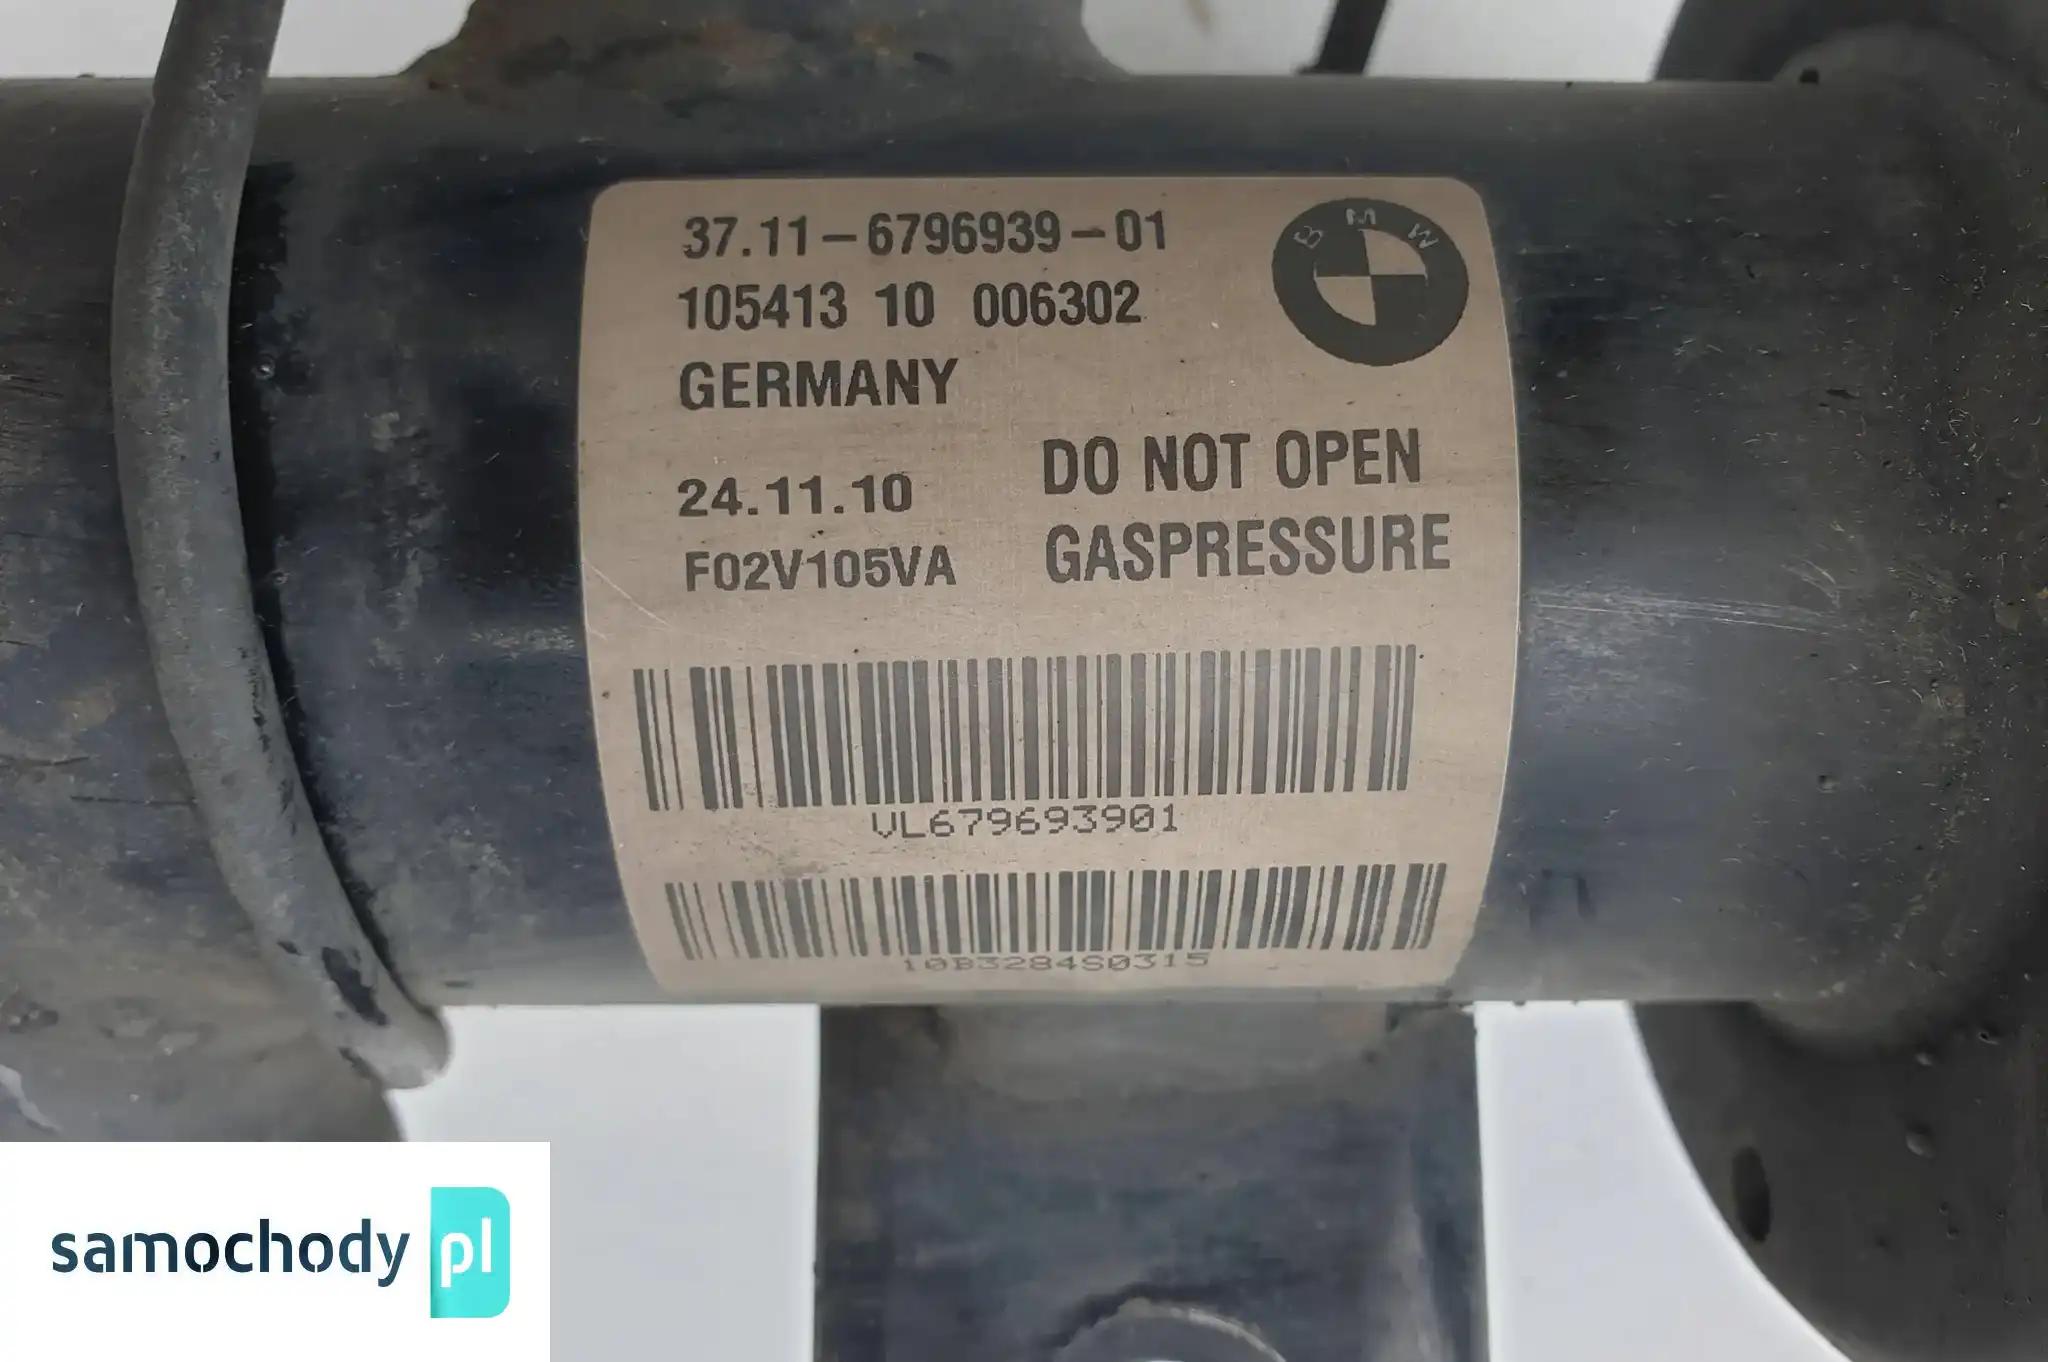 37.11-6796939-01
BMW
105413 10 006302
GERMANY
24.11.10
DO NOT OPEN
F02V105VA
GASPRESSURE
VL679693901
10B3284S0315
samochody pl